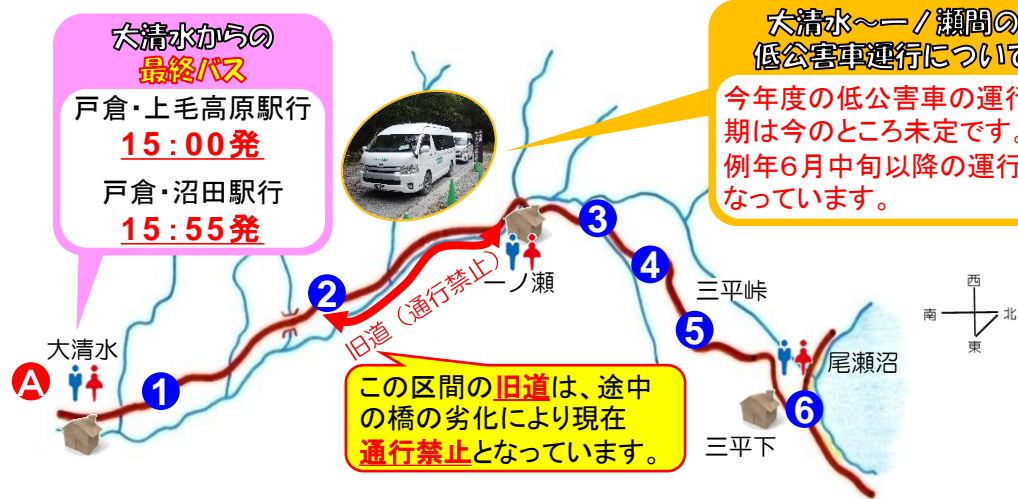 大清水からの
最終バス
戸倉・上毛高原駅行
15:00発
戸倉・沼田駅行
15:55発
大清水~一ノ瀬間の
低公害車運行について
今年度の低公害車の運行
期は今のところ未定です。
例年6月中旬以降の運行
なっています。
3
4
2
一ノ瀬
三平峠
5
旧道(通行禁止)
西
南 北
東
大清水
A
1
尾瀬沼
この区間の旧道は、途中
の橋の劣化により現在
通行禁止となっています。
6
三平下